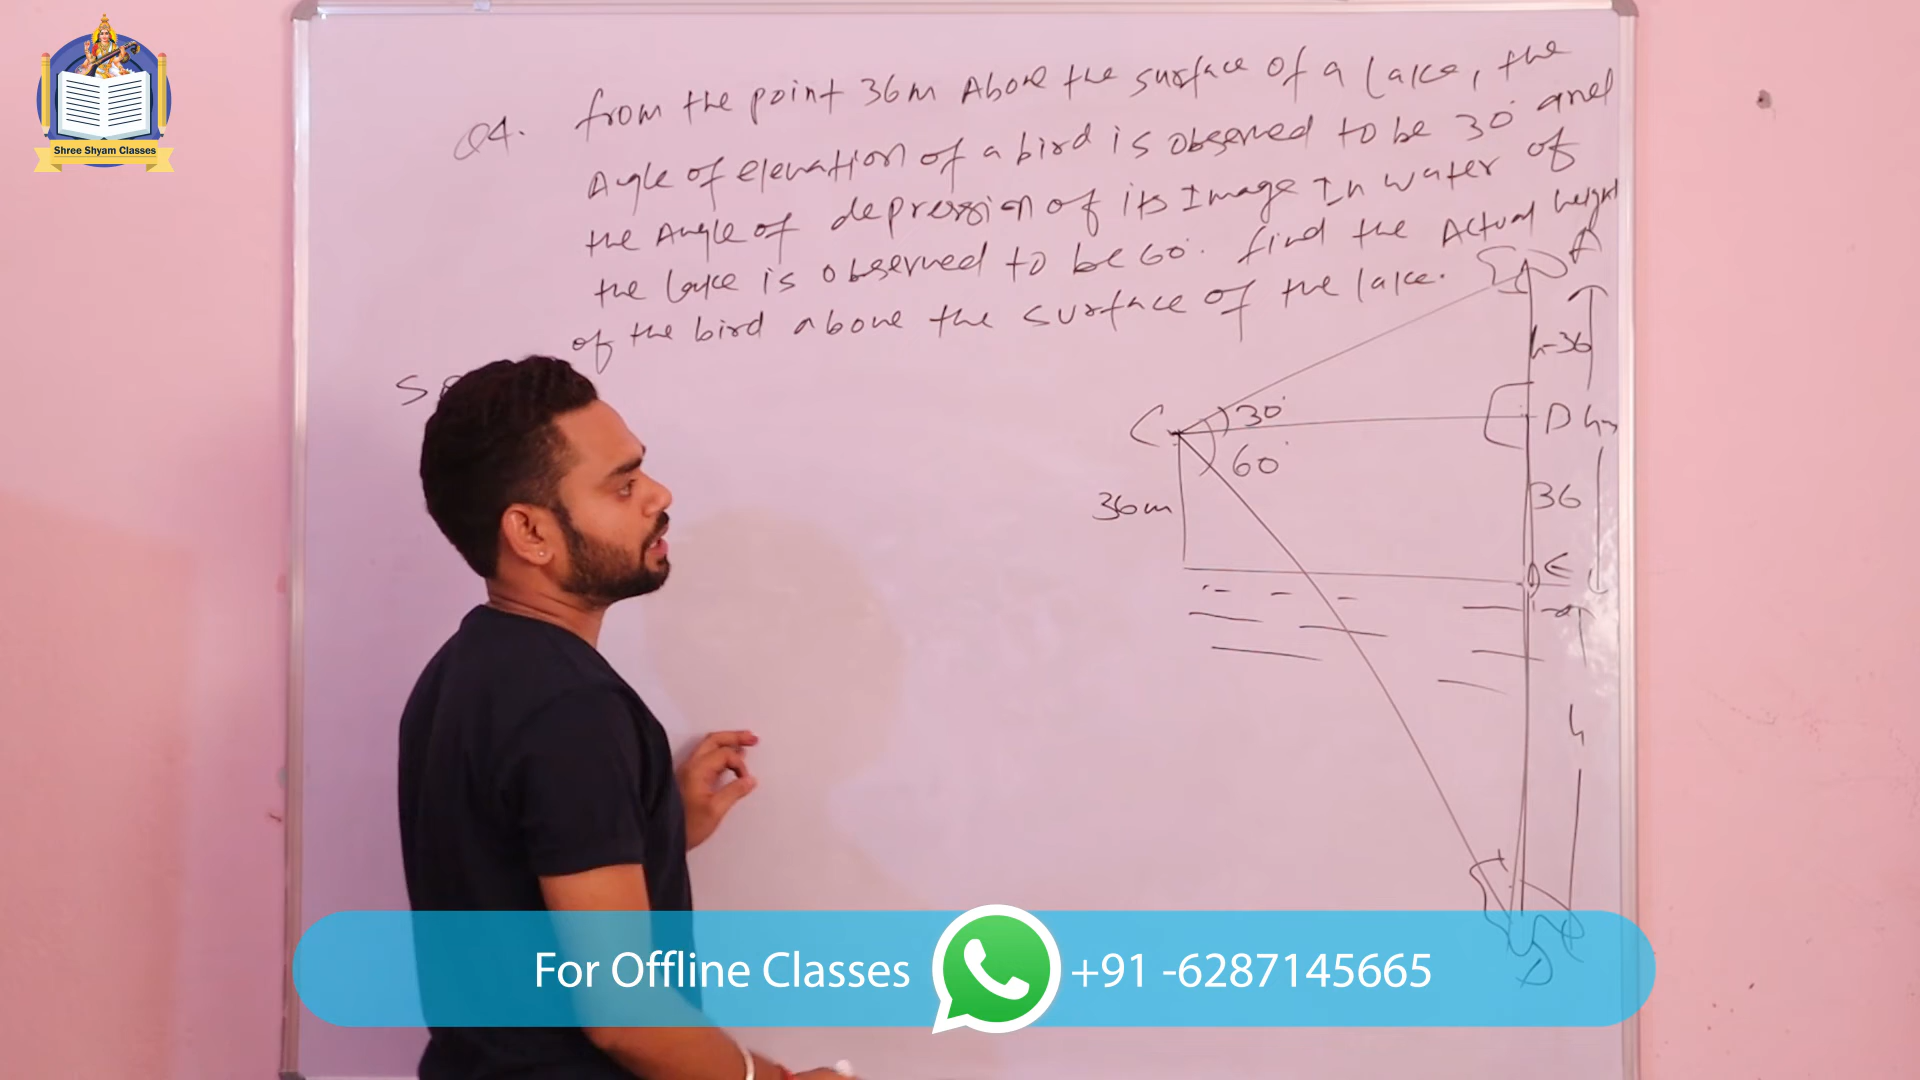 Shree Shyam Classes
Q4. from the point 36m Above the surface of a lake, the
Angle of elevation of a bird is observed to be 30° and
the Angle of depression of its Image In water of
the lake is observed to be 60°. find the Actual height
of the bird above the surface of the lake.
A
h-36
C 30° D
60°
36m 36
E
h
For Offline Classes +91 -6287145665